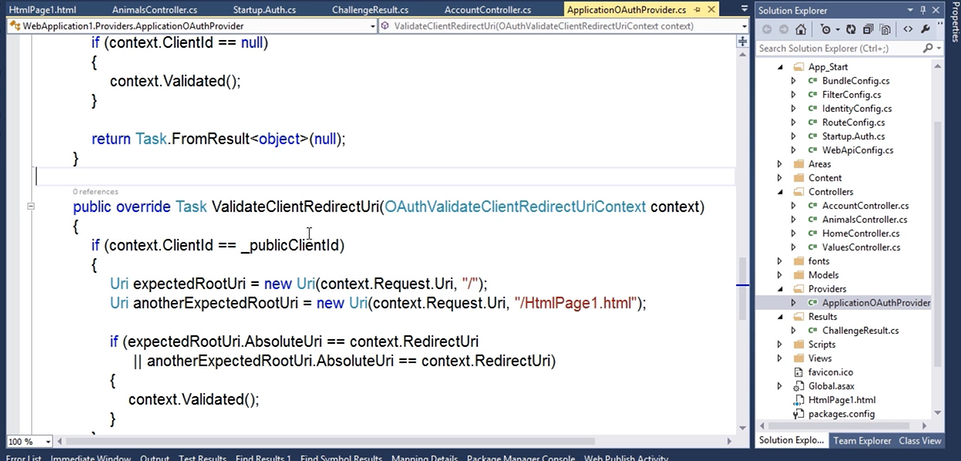 HtmlPage1.html AnimalsController.cs Startup.Auth.cs ChallengeResult.cs AccountController.cs ApplicationOAuthProvider.cs
WebApplication1.Providers.ApplicationOAuthProvider ValidateClientRedirectUri(OAuthValidateClientRedirectUriContext context)
if (context.ClientId == null)
{
context.Validated();
}
return Task.FromResult<object>(null);
}
0 references
public override Task ValidateClientRedirectUri(OAuthValidateClientRedirectUriContext context)
{
if (context.ClientId == _publicClientId)
{
Uri expectedRootUri = new Uri(context.Request.Uri, "/");
Uri anotherExpectedRootUri = new Uri(context.Request.Uri, "/HtmlPage1.html");
if (expectedRootUri.AbsoluteUri == context.RedirectUri
|| anotherExpectedRootUri.AbsoluteUri == context.RedirectUri)
{
context.Validated();
}
100 %
Solution Explorer
Search Solution Explorer (Ctrl+;)
App_Start
C# BundleConfig.cs
C# FilterConfig.cs
C# IdentityConfig.cs
C# RouteConfig.cs
C# Startup.Auth.cs
C# WebApiConfig.cs
Areas
Content
Controllers
C# AccountController.cs
C# AnimalsController.cs
C# HomeController.cs
C# ValuesController.cs
fonts
Models
Providers
C# ApplicationOAuthProvider
Results
C# ChallengeResult.cs
Scripts
Views
favicon.ico
Global.asax
HtmlPage1.html
packages.config
Solution Explo... Team Explorer Class View
Properties
Error List Immediate Window Output Test Results Find Results 1 Find Symbol Results Mapping Details Package Manager Console Web Publish Activity